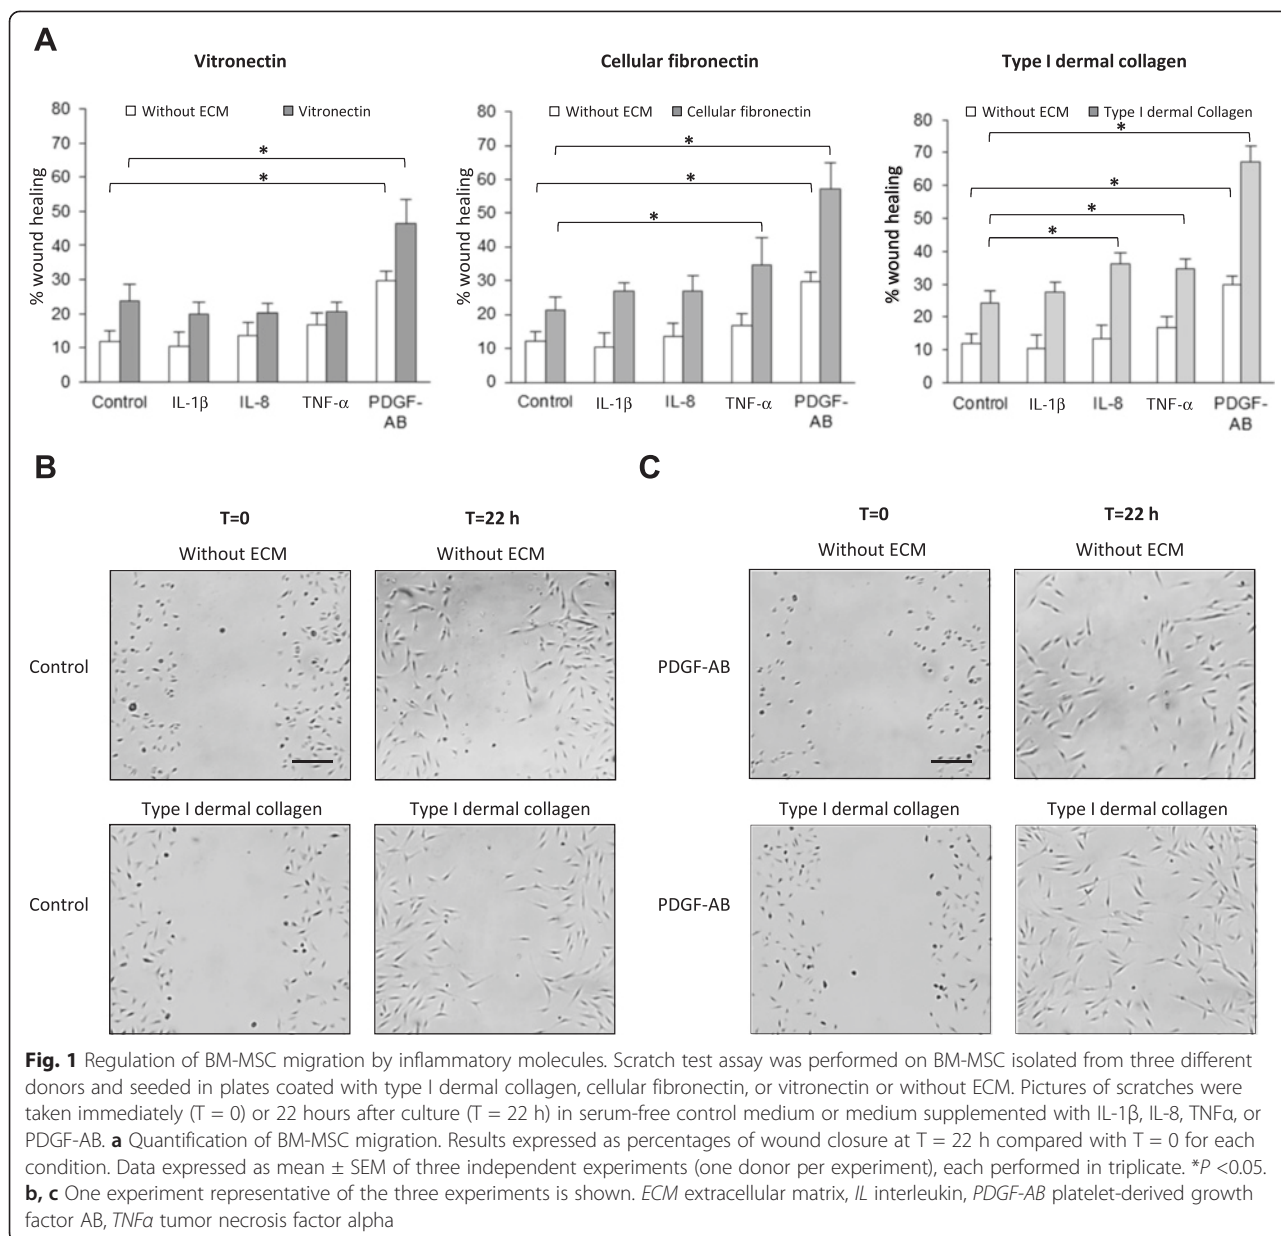 A
Vitronectin
Without ECM Vitronectin
% wound healing
80
70
60
50
40
30
20
10
0
*
*
Control IL-1β IL-8 TNF-α PDGF-
AB
Cellular fibronectin
Without ECM Cellular fibronectin
% wound healing
80
70
60
50
40
30
20
10
0
*
*
*
Control IL-1β IL-8 TNF-α PDGF-
AB
Type I dermal collagen
Without ECM Type I dermal Collagen
% wound healing
80
70
60
50
40
30
20
10
0
*
*
*
*
Control IL-1β IL-8 TNF-α PDGF-
AB
B
T=0 T=22 h
Without ECM Without ECM
Control
Type I dermal collagen Type I dermal collagen
Control
C
T=0 T=22 h
Without ECM Without ECM
PDGF-AB
Type I dermal collagen Type I dermal collagen
PDGF-AB
Fig. 1 Regulation of BM-MSC migration by inflammatory molecules. Scratch test assay was performed on BM-MSC isolated from three different
donors and seeded in plates coated with type I dermal collagen, cellular fibronectin, or vitronectin or without ECM. Pictures of scratches were
taken immediately (T = 0) or 22 hours after culture (T = 22 h) in serum-free control medium or medium supplemented with IL-1β, IL-8, TNFα, or
PDGF-AB. a Quantification of BM-MSC migration. Results expressed as percentages of wound closure at T = 22 h compared with T = 0 for each
condition. Data expressed as mean ± SEM of three independent experiments (one donor per experiment), each performed in triplicate. *P <0.05.
b, c One experiment representative of the three experiments is shown. ECM extracellular matrix, IL interleukin, PDGF-AB platelet-derived growth
factor AB, TNFα tumor necrosis factor alpha